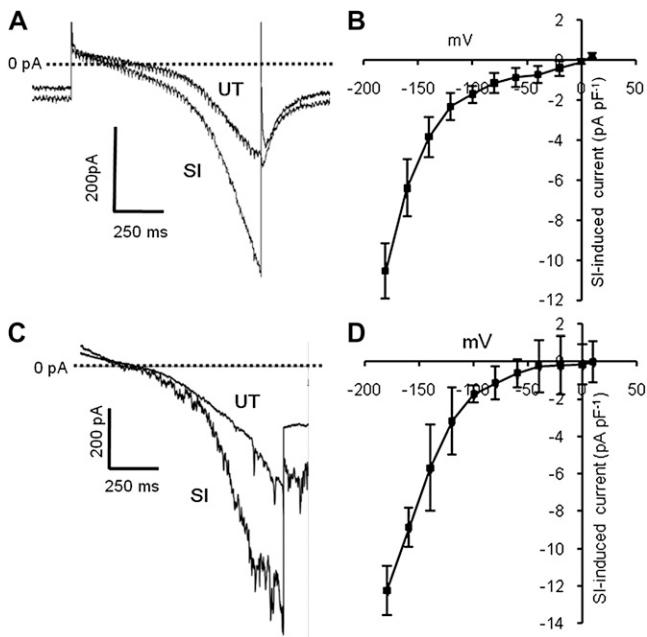 A
0 pA
UT
SI
200pA
250 ms
B
mV
2
0
-200 -150 -100 -50 0 50
-2
-4
-6
-8
-10
-12
SI-induced current (pA pF⁻¹)
C
0 pA
UT
SI
200 pA
250 ms
D
mV
2
0
-200 -150 -100 -50 0 50
-2
-4
-6
-8
-10
-12
-14
SI-induced current (pA pF⁻¹)